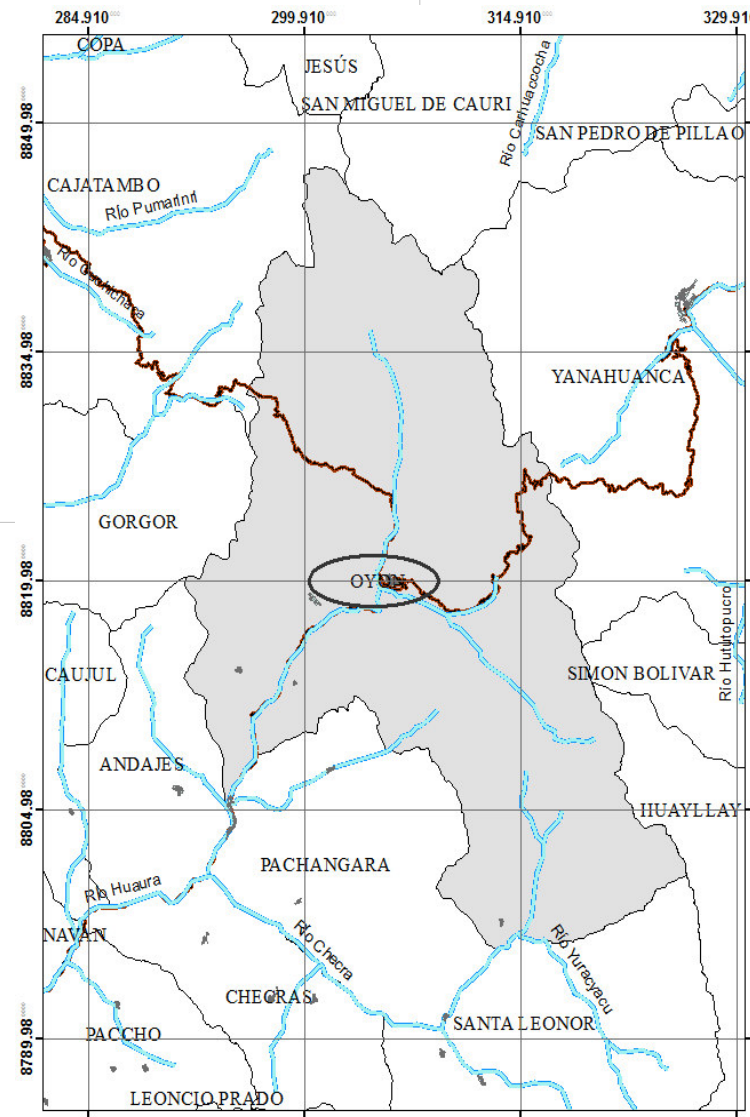 284.910 299.910 314.910 329.910
COPA
JESÚS
SAN MIGUEL DE CAURI
Río Carhuaccocha
SAN PEDRO DE PILLAO
8849.98
CAJATAMBO
Río Pumarinri
8834.98
YANAHUANCA
GORGOR
8819.98
OYON
Río Hututopucro
CAUJUL
SIMON BOLIVAR
ANDAJES
8804.98
HUAYLLAY
PACHANGARA
Río Huaura
NAVAN
Río Checra
Río Yuracyacu
CHECRAS
SANTA LEONOR
PACCHO
8789.98
LEONCIO PRADO